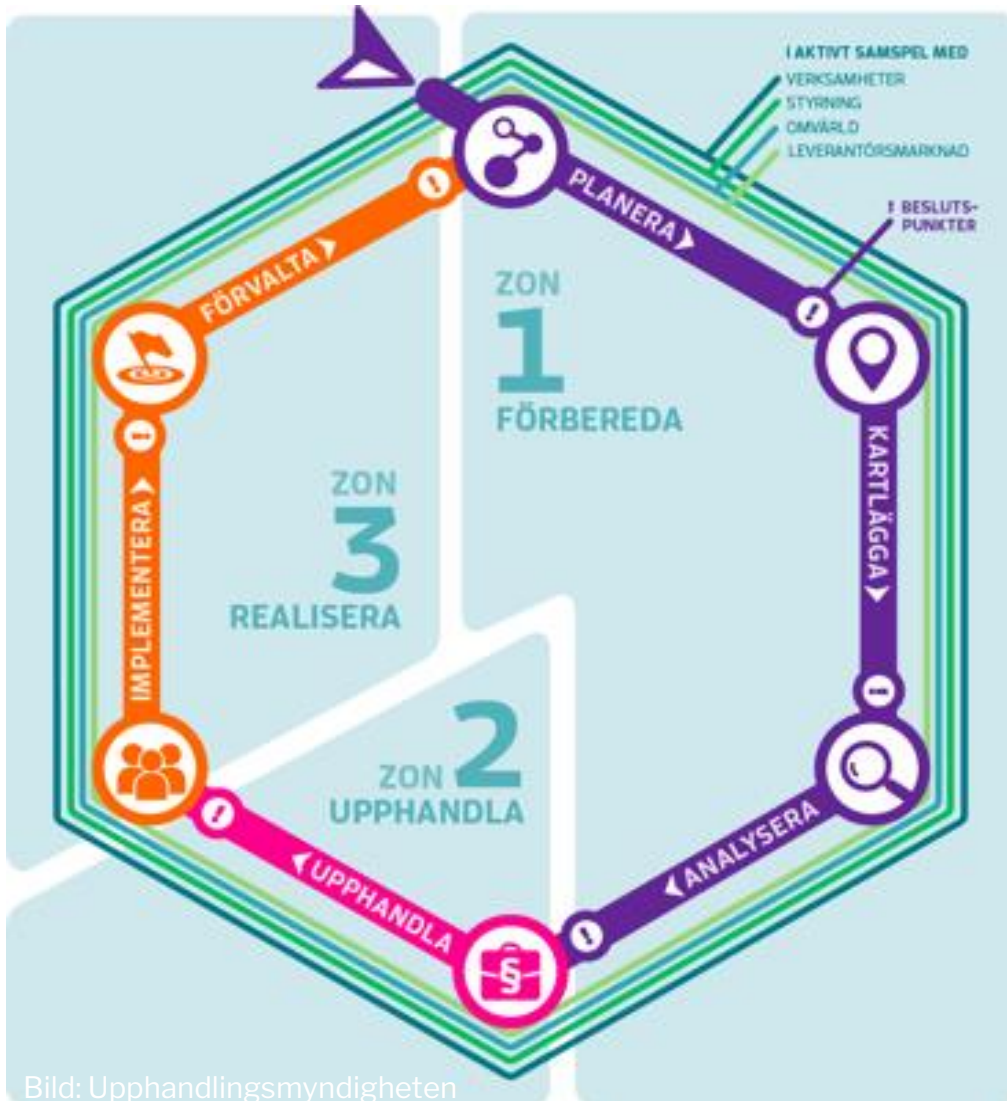 I AKTIVT SAMSPEL MED
VERKSAMHETER
STYRNING
OMVÄRLD
LEVERANTÖRSMARKNAD
! BESLUTS-
PUNKTER
PLANERA
KARTLÄGGA
ANALYSERA
UPPHANDLA
IMPLEMENTERA
FÖRVALTA
ZON
1
FÖRBEREDA
ZON 2
UPPHANDLA
ZON
3
REALISERA
§
Bild: Upphandlingsmyndigheten